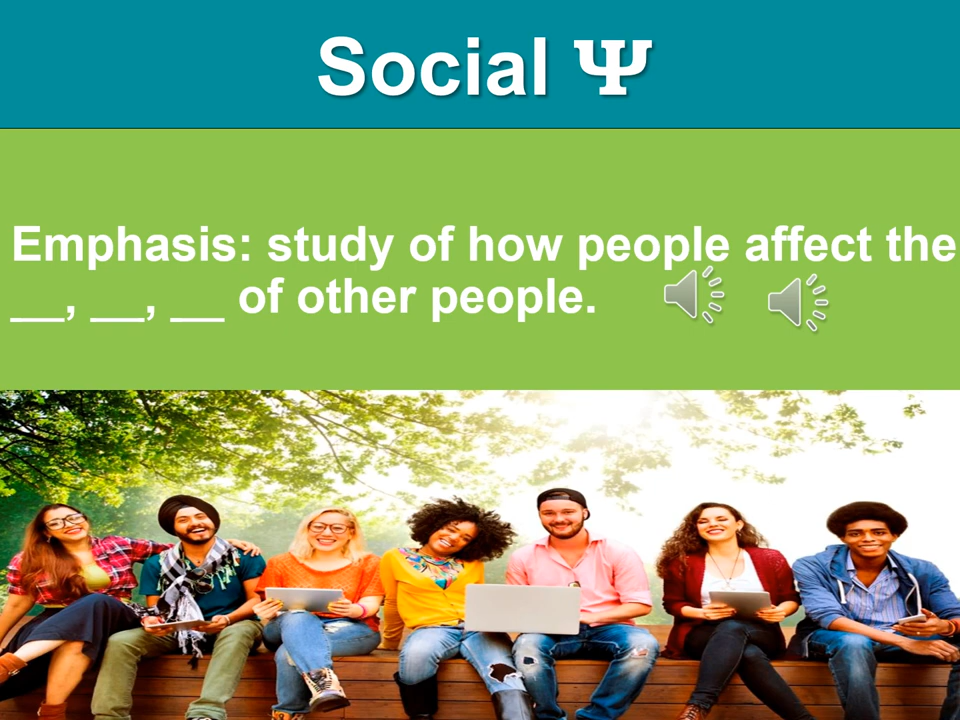 Social Ψ
Emphasis: study of how people affect the
__, __, __ of other people.